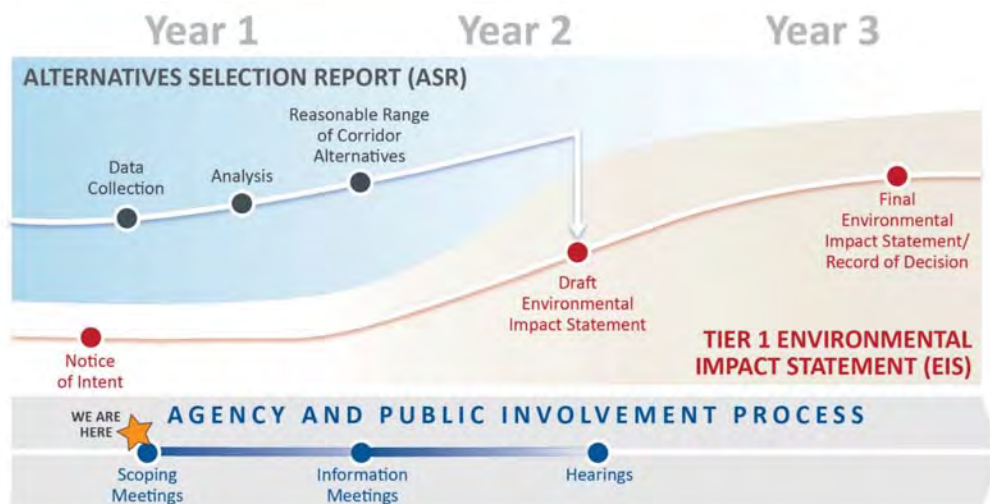 Year 1 Year 2 Year 3
ALTERNATIVES SELECTION REPORT (ASR)
Data
Collection
Analysis
Reasonable Range
of Corridor
Alternatives
Notice
of Intent
Draft
Environmental
Impact Statement
Final
Environmental
Impact Statement/
Record of Decision
TIER 1 ENVIRONMENTAL
IMPACT STATEMENT (EIS)
WE ARE
HERE
AGENCY AND PUBLIC INVOLVEMENT PROCESS
Scoping
Meetings
Information
Meetings
Hearings